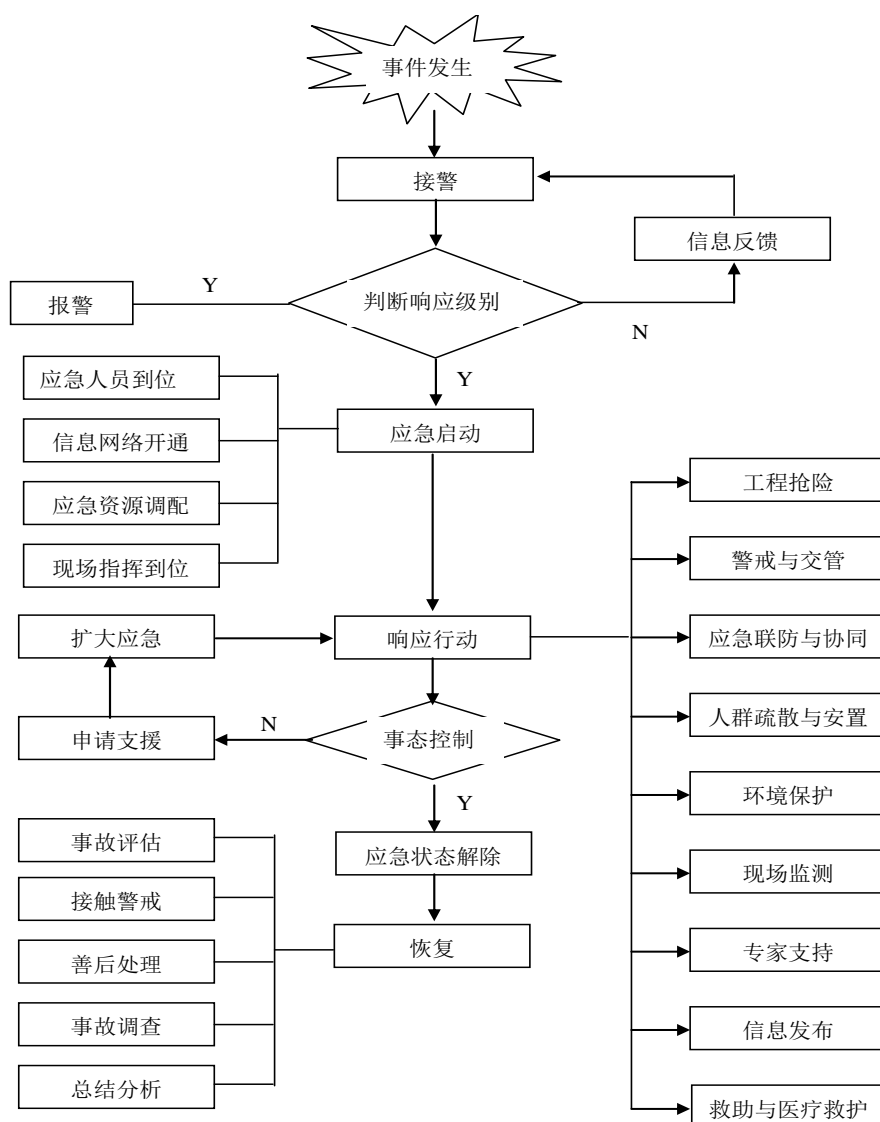 事件发生
接警
信息反馈
Y
报警
判断响应级别
N
应急人员到位
Y
信息网络开通
应急启动
应急资源调配
现场指挥到位
工程抢险
警戒与交管
扩大应急
响应行动
应急联防与协同
人群疏散与安置
申请支援
N
事态控制
环境保护
Y
事故评估
应急状态解除
现场监测
接触警戒
恢复
专家支持
善后处理
事故调查
信息发布
总结分析
救助与医疗救护